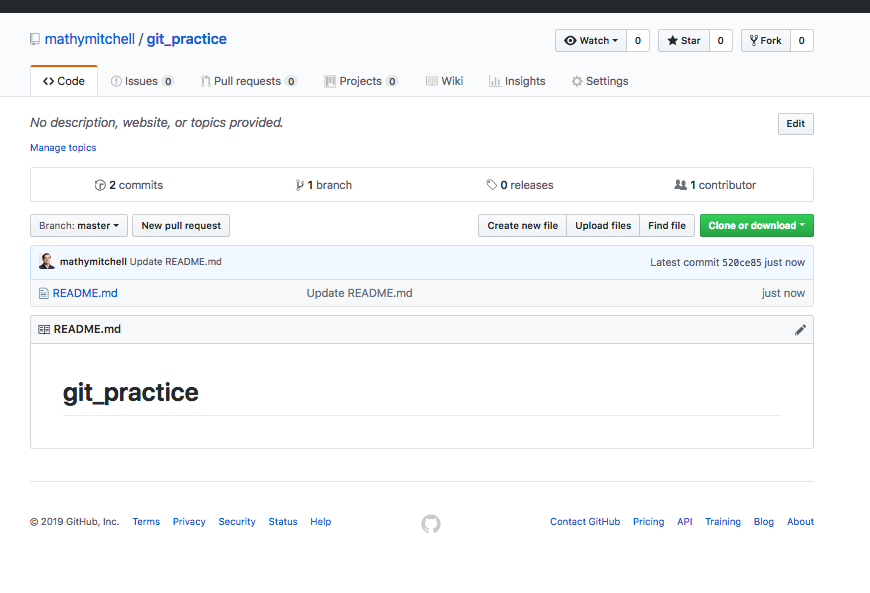 mathymitchell / git_practice
Watch 0 Star 0 Fork 0
Code Issues 0 Pull requests 0 Projects 0 Wiki Insights Settings
No description, website, or topics provided. Edit
Manage topics
2 commits 1 branch 0 releases 1 contributor
Branch: master New pull request Create new file Upload files Find file Clone or download
mathymitchell Update README.md Latest commit 520ce85 just now
README.md Update README.md just now
README.md
git_practice
© 2019 GitHub, Inc. Terms Privacy Security Status Help Contact GitHub Pricing API Training Blog About